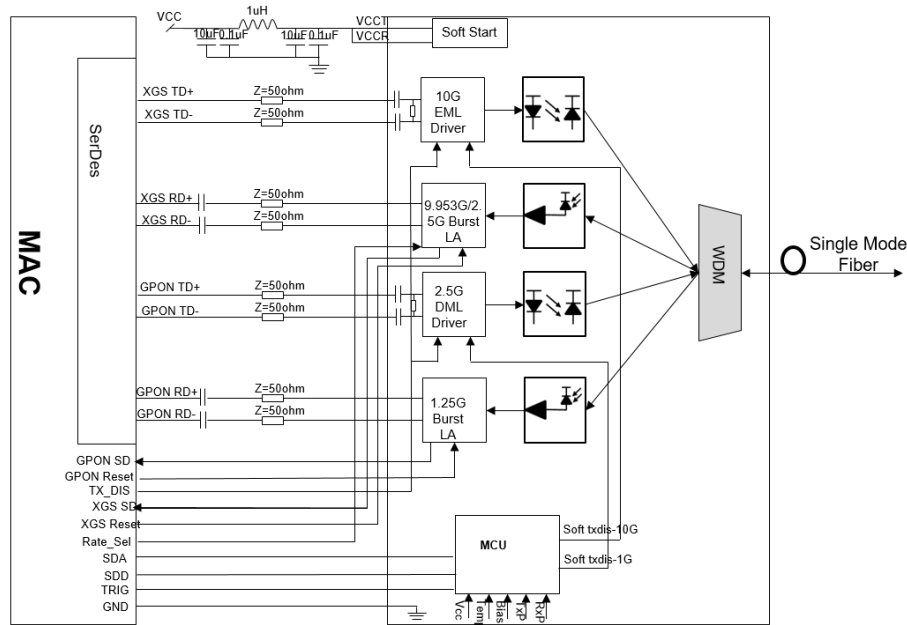 VCC
1uH
10uF
0.1uF
10uF
0.1uF
VCCT
VCCR
Soft Start
MAC
SerDes
XGS TD+
Z=50ohm
XGS TD-
Z=50ohm
10G
EML
Driver
XGS RD+
Z=50ohm
XGS RD-
Z=50ohm
9.953G/2.
5G Burst
LA
GPON TD+
Z=50ohm
GPON TD-
Z=50ohm
2.5G
DML
Driver
GPON RD+
Z=50ohm
GPON RD-
Z=50ohm
1.25G
Burst
LA
WDM
Single Mode
Fiber
GPON SD
GPON Reset
TX_DIS
XGS SD
XGS Reset
Rate_Sel
SDA
SDD
TRIG
GND
MCU
Soft txdis-10G
Soft txdis-1G
Vcc
Temp
Bias
TxP
RxP